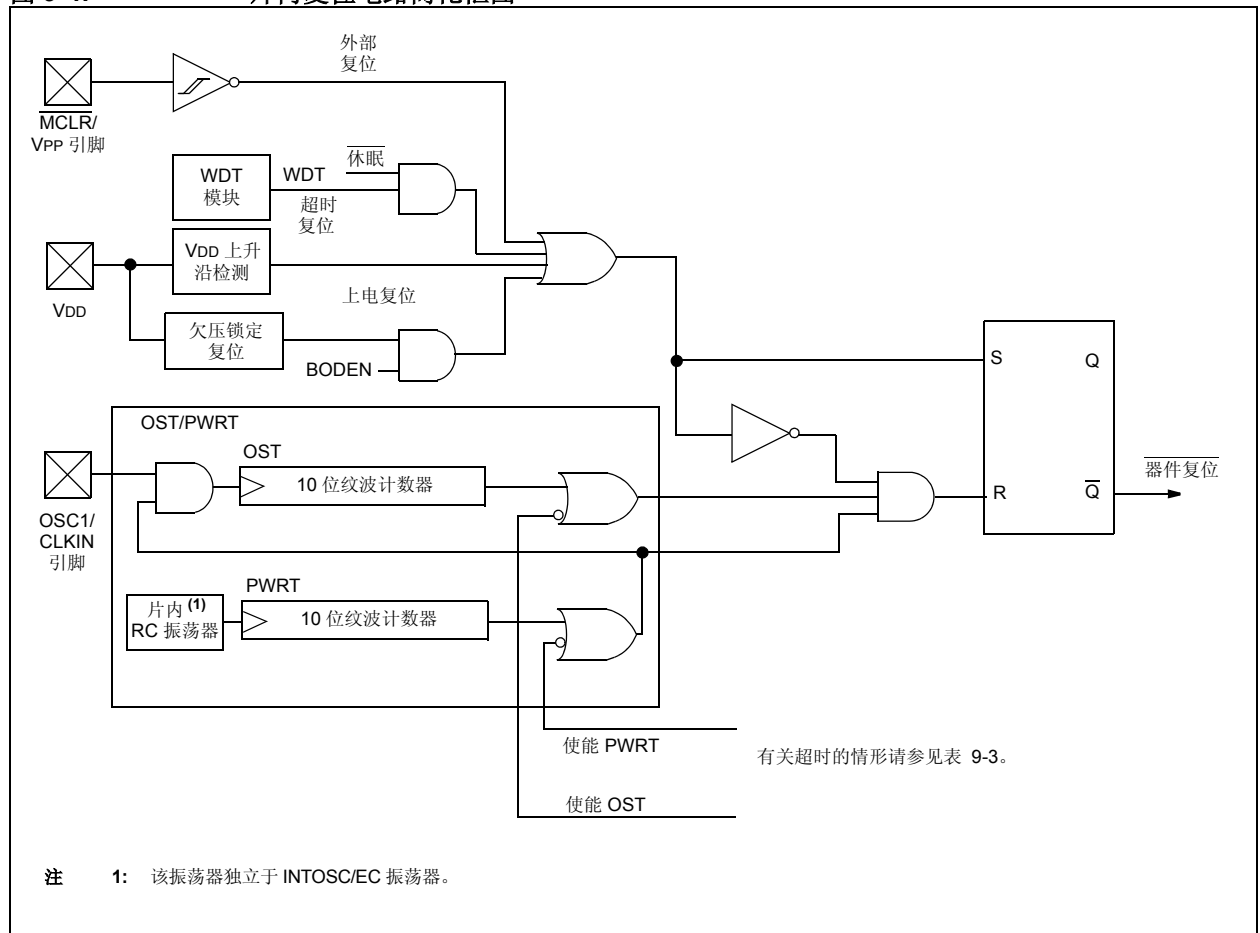 外部
复位
MCLR/
VPP 引脚
WDT
模块
WDT
超时
复位
休眠
VDD 上升
沿检测
VDD
上电复位
欠压锁定
复位
BODEN
S
Q
OST/PWRT
OST
10 位纹波计数器
OSC1/
CLKIN
引脚
R
Q
器件复位
PWRT
片内 (1)
RC 振荡器
10 位纹波计数器
使能 PWRT
有关超时的情形请参见表 9-3。
使能 OST
注 1: 该振荡器独立于 INTOSC/EC 振荡器。